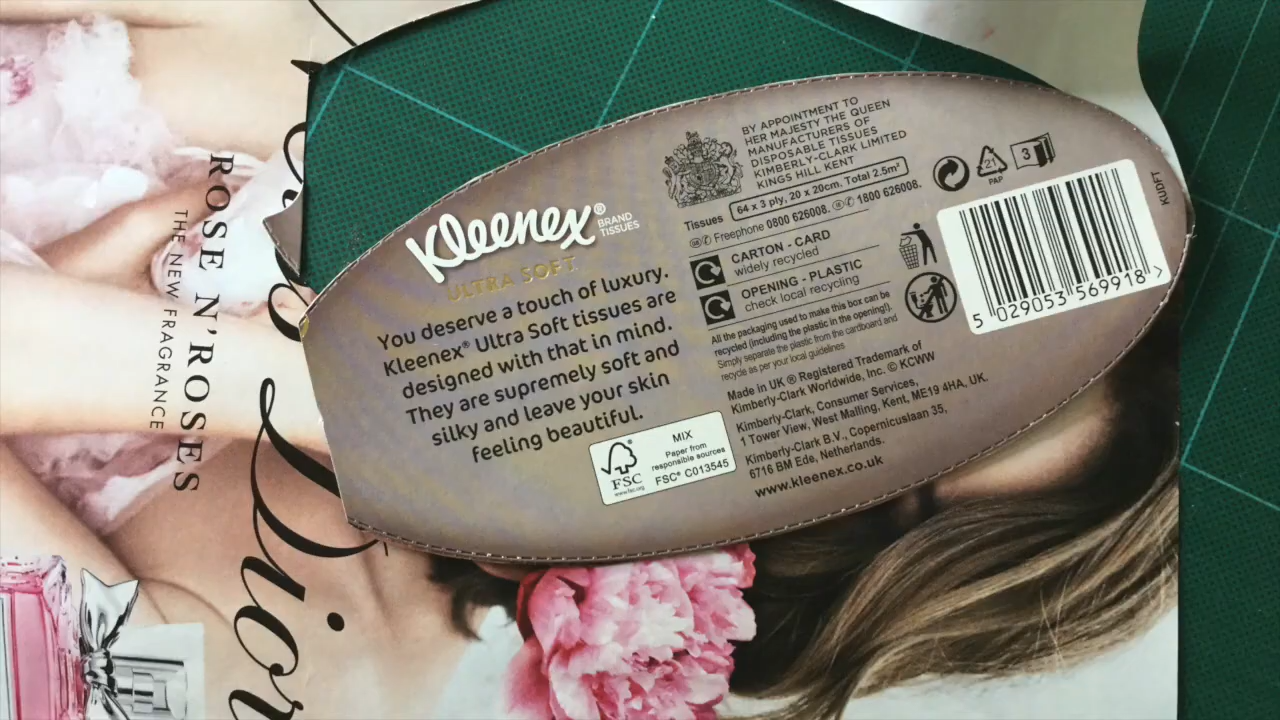 ROSE N'ROSES
THE NEW FRAGRANCE
Dior
Kleenex®
BRAND
TISSUES
ULTRA SOFT
You deserve a touch of luxury.
Kleenex® Ultra Soft tissues are
designed with that in mind.
They are supremely soft and
silky and leave your skin
feeling beautiful.
FSC
www.fsc.org
MIX
Paper from
responsible sources
FSC® C013545
BY APPOINTMENT TO
HER MAJESTY THE QUEEN
MANUFACTURERS OF
DISPOSABLE TISSUES
KIMBERLY-CLARK LIMITED
KINGS HILL KENT
Tissues 64 x 3 ply, 20 x 20cm. Total 2.5m²
Freephone 0800 626008. 1800 626008.
CARTON - CARD
widely recycled
OPENING - PLASTIC
check local recycling
All the packaging used to make this box can be
recycled (including the plastic in the opening!).
Simply separate the plastic from the cardboard and
recycle as per your local guidelines
Made in UK ® Registered Trademark of
Kimberly-Clark Worldwide, Inc. © KCWW
Kimberly-Clark, Consumer Services,
1 Tower View, West Malling, Kent, ME19 4HA, UK.
Kimberly-Clark B.V., Copernicuslaan 35,
6716 BM Ede, Netherlands.
www.kleenex.co.uk
21
PAP
3
KUDFT
5 029053 569918 >